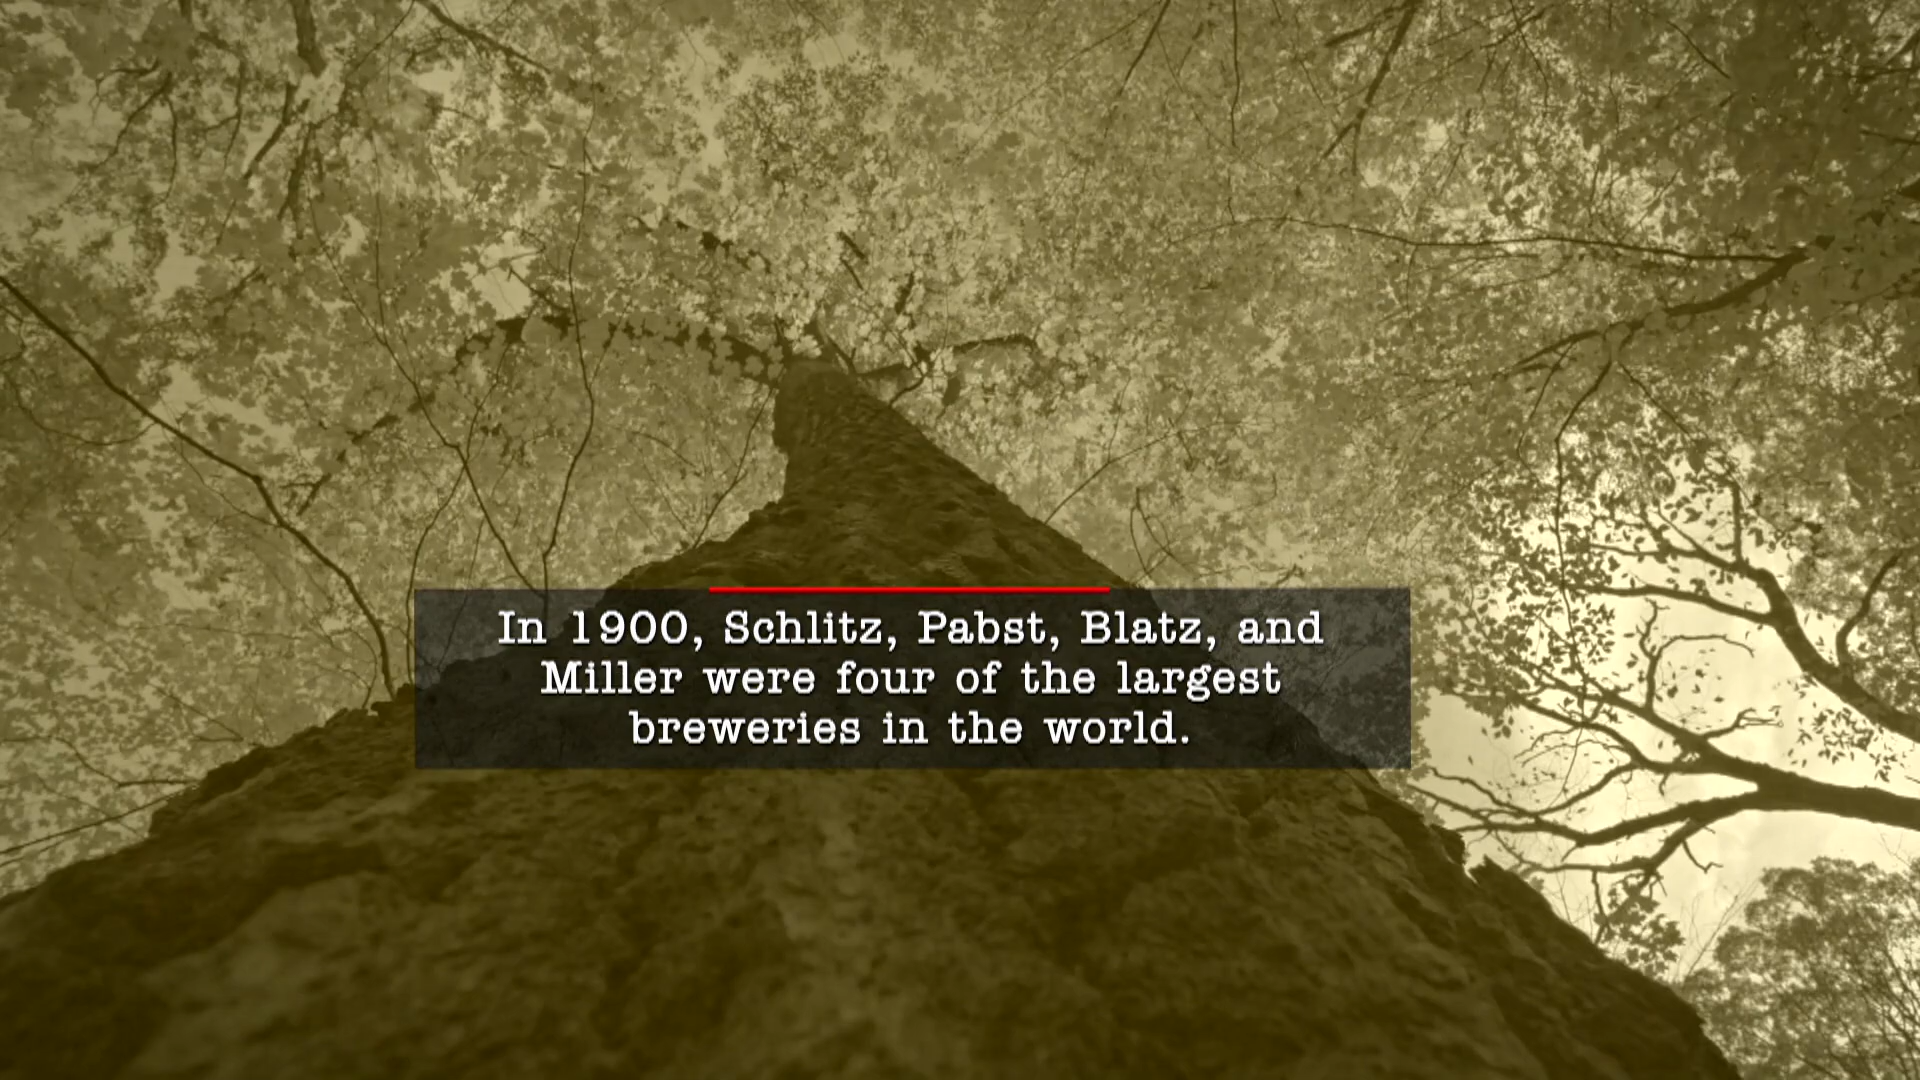 In 1900, Schlitz, Pabst, Blatz, and
Miller were four of the largest
breweries in the world.